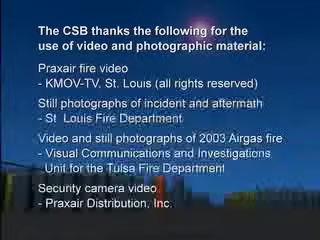 The CSB thanks the following for the
use of video and photographic material:
Praxair fire video
- KMOV-TV, St. Louis (all rights reserved)
Still photographs of incident and aftermath
- St Louis Fire Department
Video and still photographs of 2003 Airgas fire
- Visual Communications and Investigations
Unit for the Tulsa Fire Department
Security camera video
- Praxair Distribution, Inc.